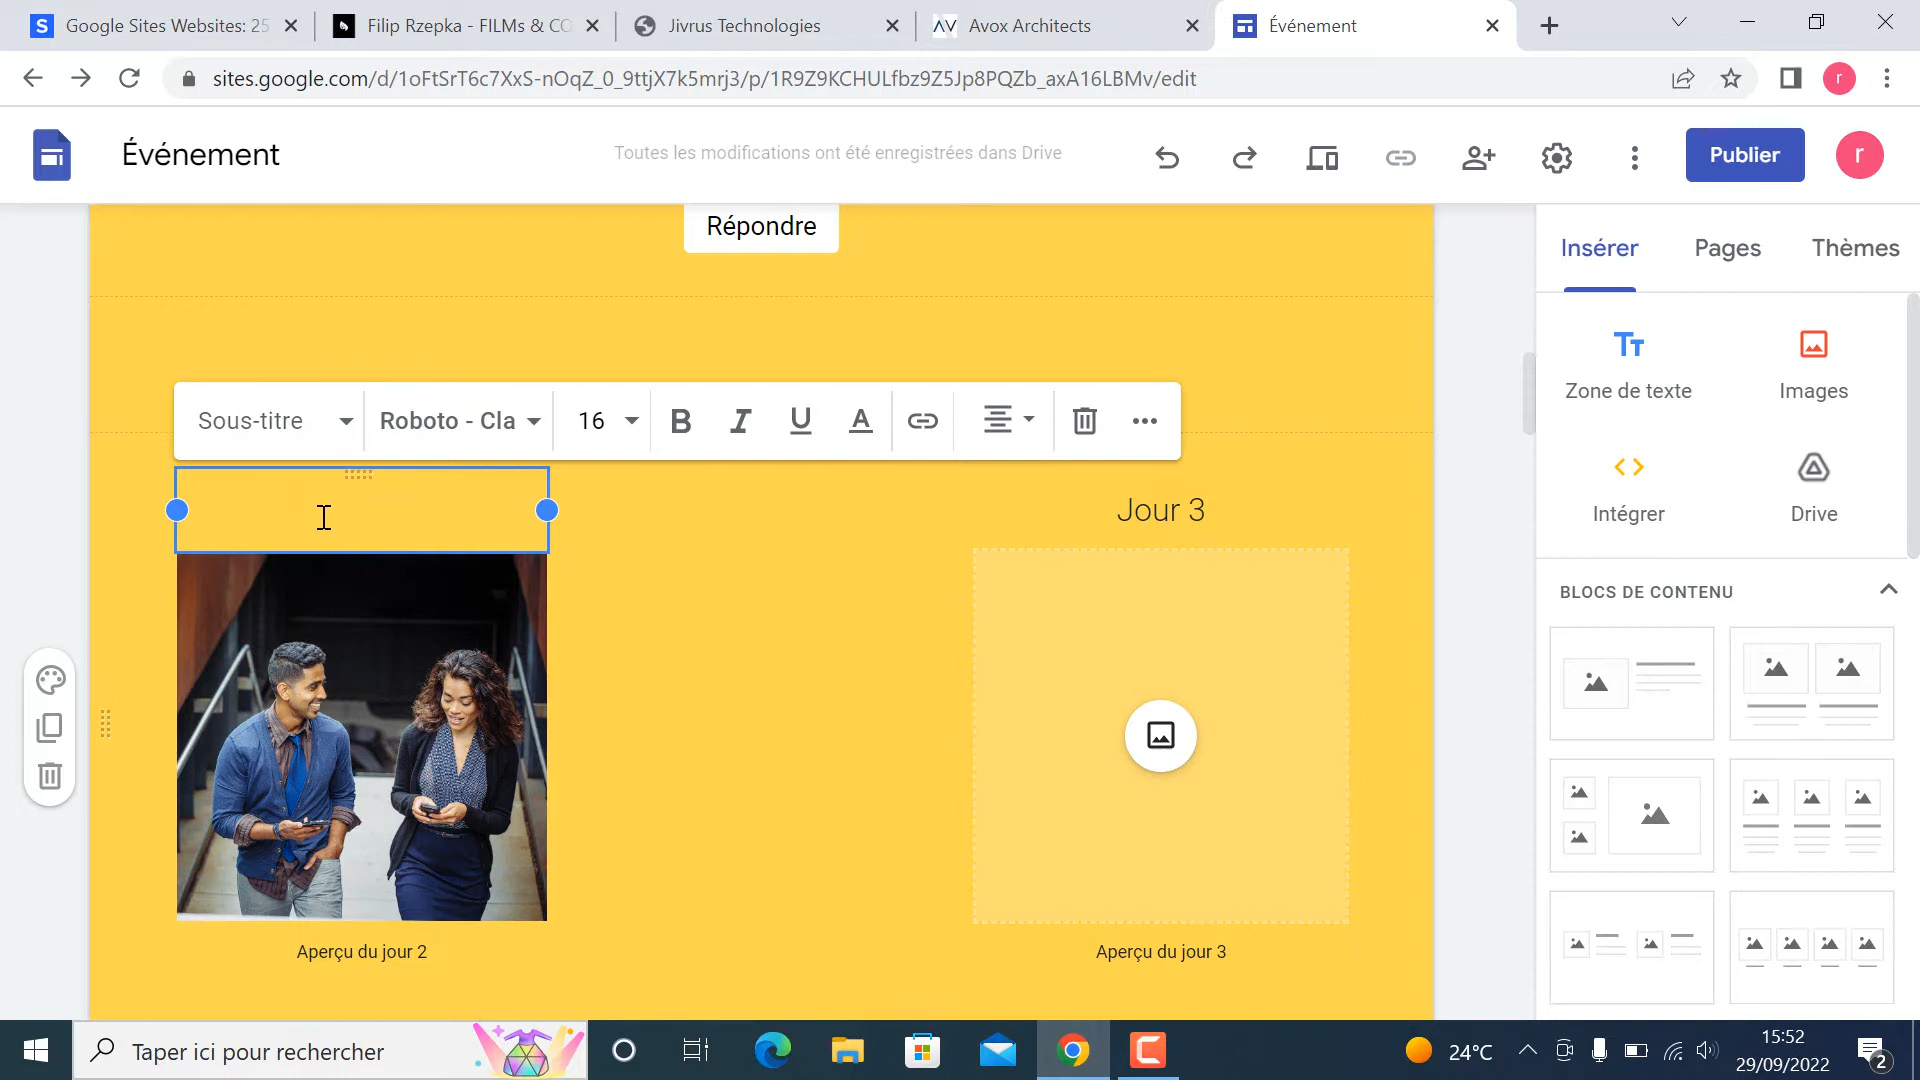 Google Sites Websites: 25
Filip Rzepka - FILMs & CO
Jivrus Technologies
Avox Architects
Événement
sites.google.com/d/1oFtSrT6c7XxS-nOqZ_0_9ttjX7k5mrj3/p/1R9Z9KCHULfbz9Z5Jp8PQZb_axA16LBMv/edit
r
Événement
Toutes les modifications ont été enregistrées dans Drive
Publier
r
Répondre
Insérer
Pages
Thèmes
Zone de texte
Images
Intégrer
Drive
Sous-titre
Roboto - Cla
16
B
I
U
A
Jour 3
BLOCS DE CONTENU
Aperçu du jour 2
Aperçu du jour 3
Taper ici pour rechercher
24°C
15:52
29/09/2022
2